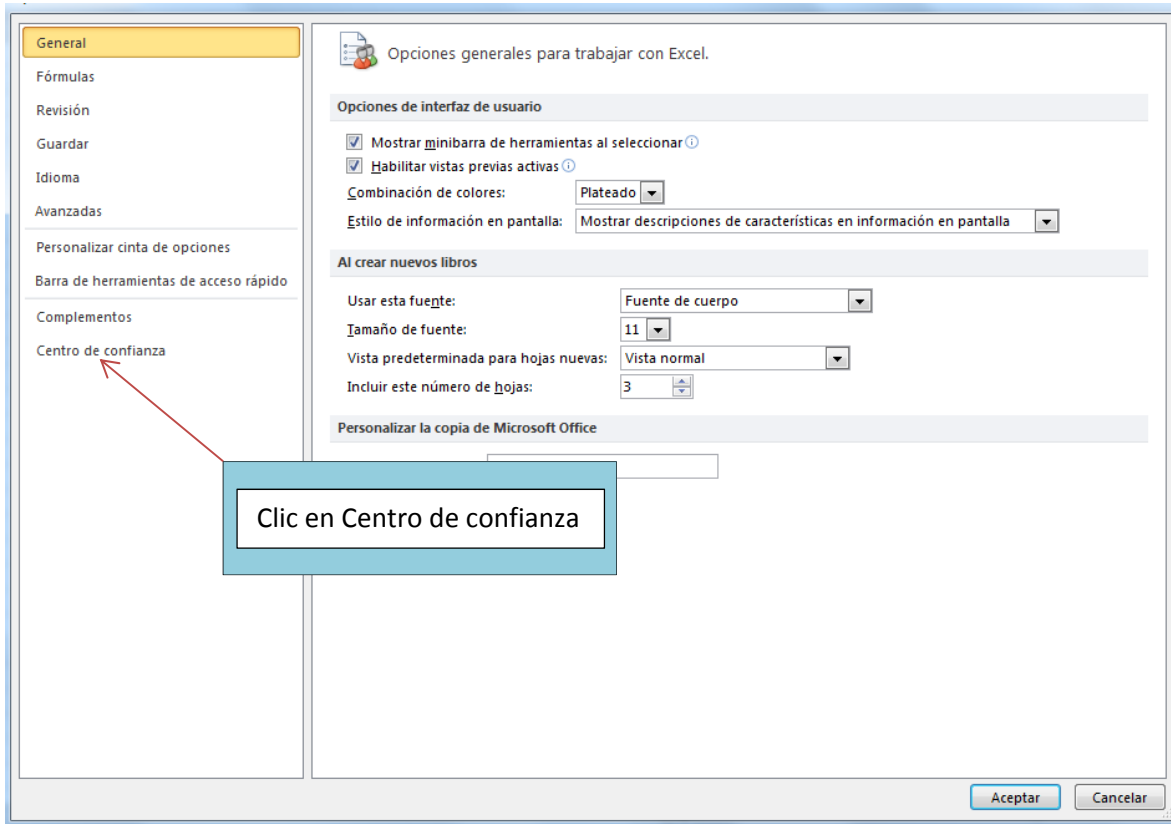 General
Fórmulas
Revisión
Guardar
Idioma
Avanzadas
Personalizar cinta de opciones
Barra de herramientas de acceso rápido
Complementos
Centro de confianza
Opciones generales para trabajar con Excel.
Opciones de interfaz de usuario
Mostrar minibarra de herramientas al seleccionar
Habilitar vistas previas activas
Combinación de colores: Plateado
Estilo de información en pantalla: Mostrar descripciones de características en información en pantalla
Al crear nuevos libros
Usar esta fuente: Fuente de cuerpo
Tamaño de fuente: 11
Vista predeterminada para hojas nuevas: Vista normal
Incluir este número de hojas: 3
Personalizar la copia de Microsoft Office
Clic en Centro de confianza
Aceptar Cancelar